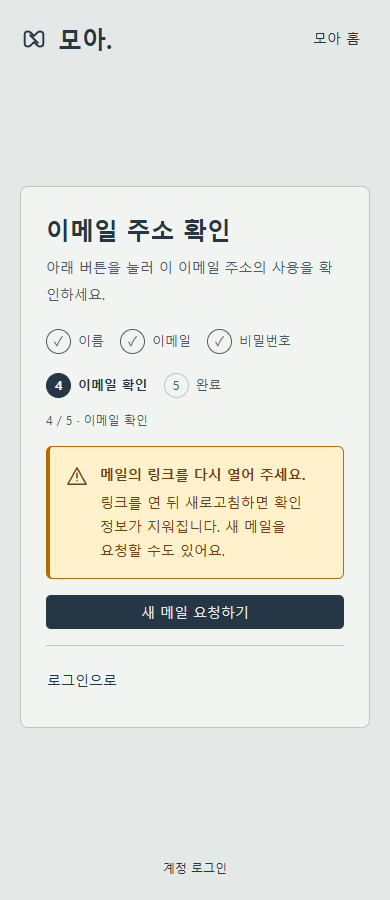 모아.
모아 홈
이메일 주소 확인
아래 버튼을 눌러 이 이메일 주소의 사용을 확
인하세요.
이름
이메일
비밀번호
4 이메일 확인
5 완료
4 / 5 · 이메일 확인
메일의 링크를 다시 열어 주세요.
링크를 연 뒤 새로고침하면 확인
정보가 지워집니다. 새 메일을
요청할 수도 있어요.
새 메일 요청하기
로그인으로
계정 로그인